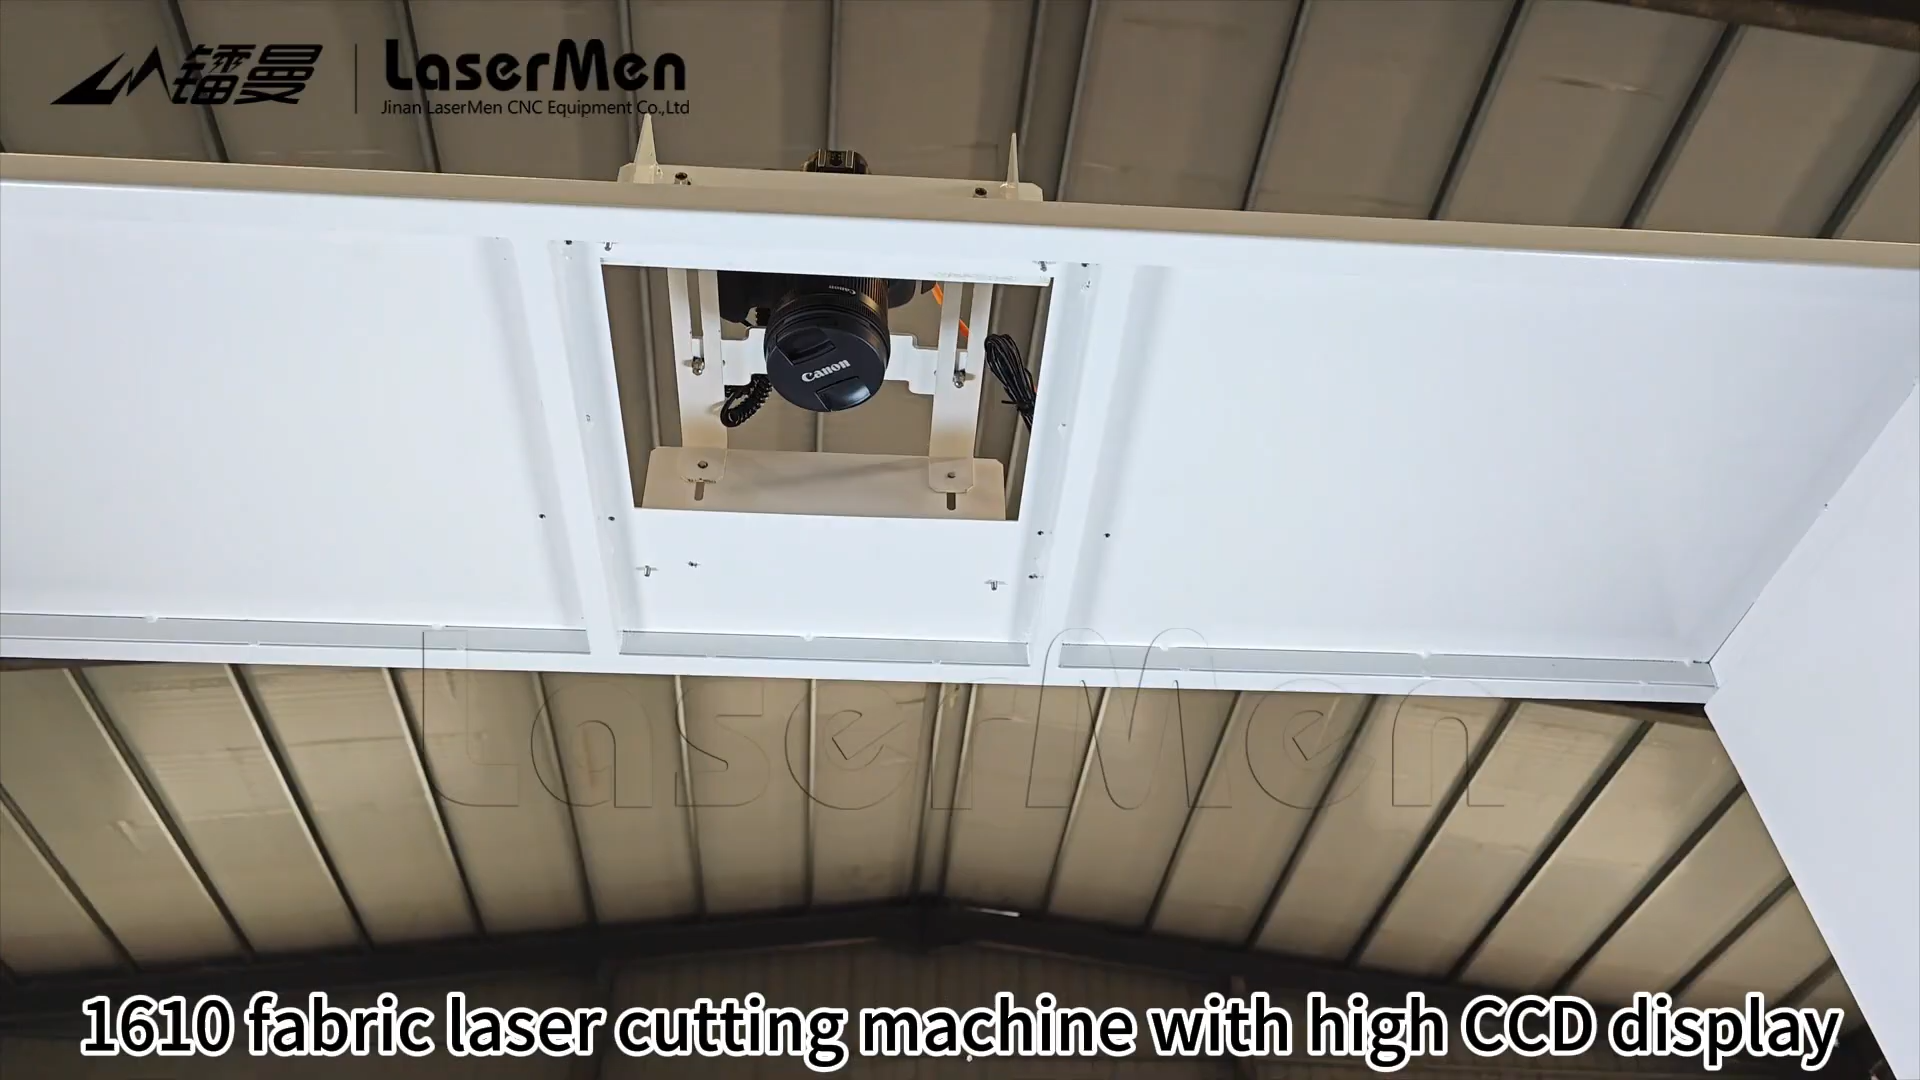 镭曼
LaserMen
Jinan LaserMen CNC Equipment Co.,Ltd
Canon
Canon
LaserMen
1610 fabric laser cutting machine with high CCD display